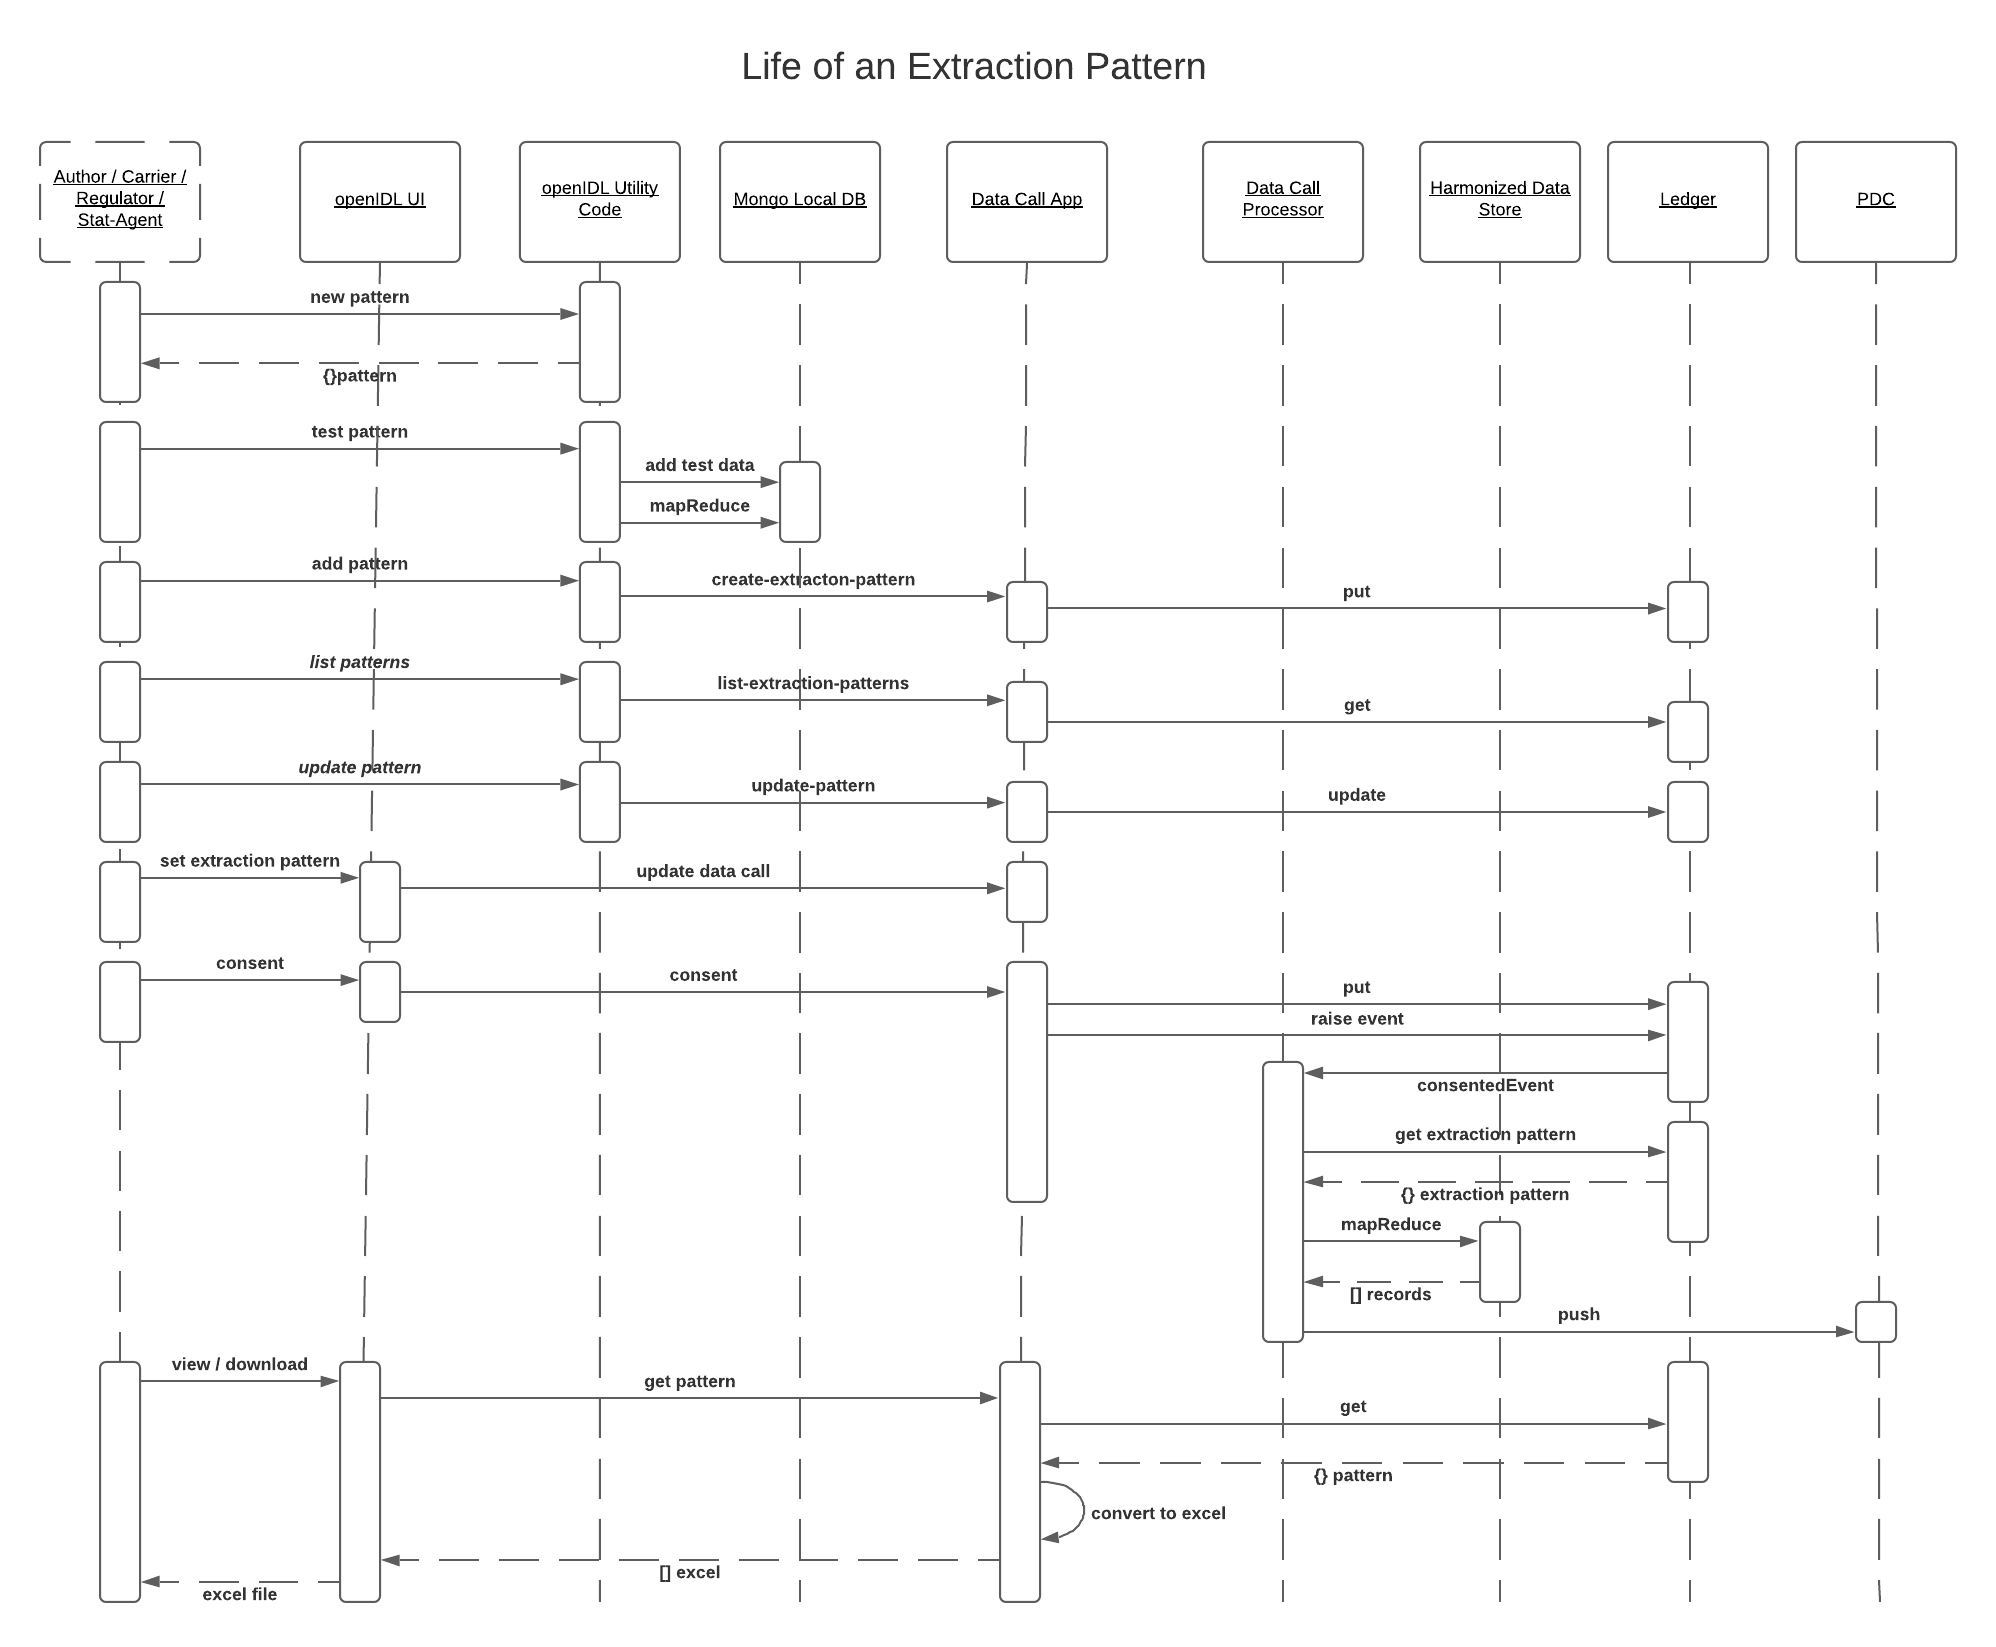 Life of an Extraction Pattern
Author / Carrier /
Regulator /
Stat-Agent
openIDL UI
openIDL Utility
Code
Mongo Local DB
Data Call App
Data Call
Processor
Harmonized Data
Store
Ledger
PDC
new pattern
{}pattern
test pattern
add test data
mapReduce
add pattern
create-extracton-pattern
put
list patterns
list-extraction-patterns
get
update pattern
update-pattern
update
set extraction pattern
update data call
consent
consent
put
raise event
consentedEvent
get extraction pattern
{} extraction pattern
mapReduce
[] records
push
view / download
get pattern
get
{} pattern
convert to excel
[] excel
excel file